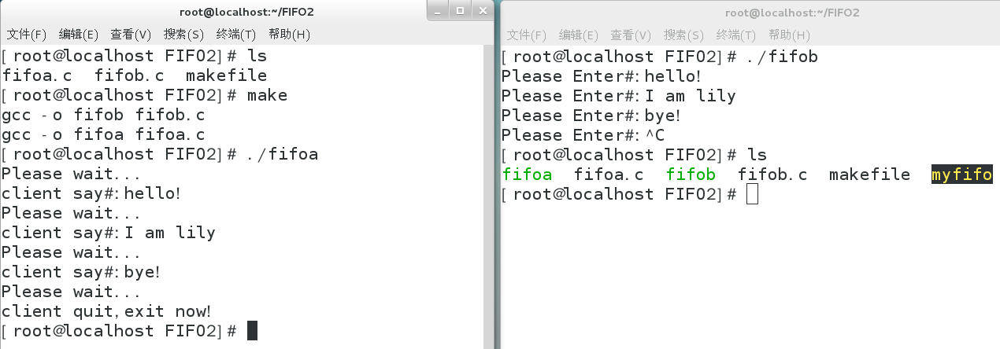 root@localhost:~/FIFO2
文件(F) 编辑(E) 查看(V) 搜索(S) 终端(T) 帮助(H)
[root@localhost FIFO2]# ls
fifoa.c fifob.c makefile
[root@localhost FIFO2]# make
gcc -o fifob fifob.c
gcc -o fifoa fifoa.c
[root@localhost FIFO2]# ./fifoa
Please wait...
client say#:hello!
Please wait...
client say#:I am lily
Please wait...
client say#:bye!
Please wait...
client quit,exit now!
[root@localhost FIFO2]#
root@localhost:~/FIFO2
文件(F) 编辑(E) 查看(V) 搜索(S) 终端(T) 帮助(H)
[root@localhost FIFO2]# ./fifob
Please Enter#:hello!
Please Enter#:I am lily
Please Enter#:bye!
Please Enter#:^C
[root@localhost FIFO2]# ls
fifoa fifoa.c fifob fifob.c makefile myfifo
[root@localhost FIFO2]#